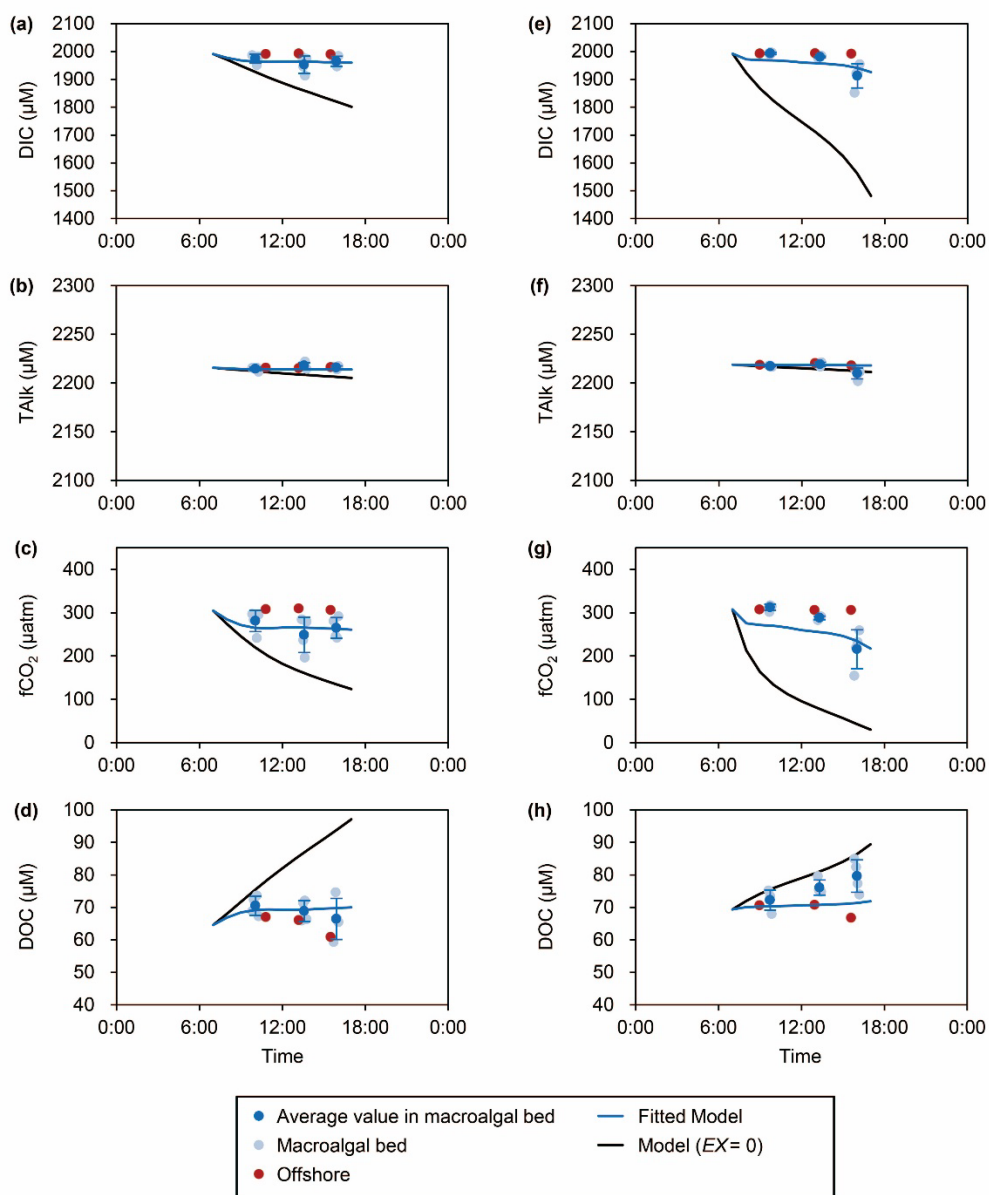 (a)
2100
2000
1900
1800
1700
1600
1500
1400
DIC (µM)
0:00 6:00 12:00 18:00 0:00
(e)
2100
2000
1900
1800
1700
1600
1500
1400
DIC (µM)
0:00 6:00 12:00 18:00 0:00
(b)
2300
2250
2200
2150
2100
TAlk (µM)
0:00 6:00 12:00 18:00 0:00
(f)
2300
2250
2200
2150
2100
TAlk (µM)
0:00 6:00 12:00 18:00 0:00
(c)
400
300
200
100
0
fCO₂ (µatm)
0:00 6:00 12:00 18:00 0:00
(g)
400
300
200
100
0
fCO₂ (µatm)
0:00 6:00 12:00 18:00 0:00
(d)
100
90
80
70
60
50
40
DOC (µM)
0:00 6:00 12:00 18:00 0:00
Time
(h)
100
90
80
70
60
50
40
DOC (µM)
0:00 6:00 12:00 18:00 0:00
Time
Average value in macroalgal bed
Macroalgal bed
Offshore
Fitted Model
Model (EX = 0)